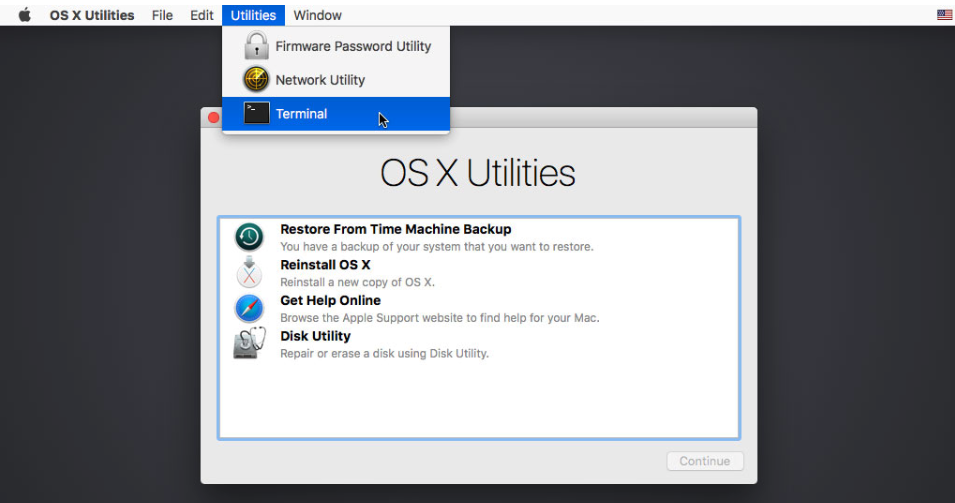 OS X Utilities File Edit Utilities Window
Firmware Password Utility
Network Utility
>_ Terminal
OS X Utilities
Restore From Time Machine Backup
You have a backup of your system that you want to restore.
Reinstall OS X
Reinstall a new copy of OS X.
Get Help Online
Browse the Apple Support website to find help for your Mac.
Disk Utility
Repair or erase a disk using Disk Utility.
Continue